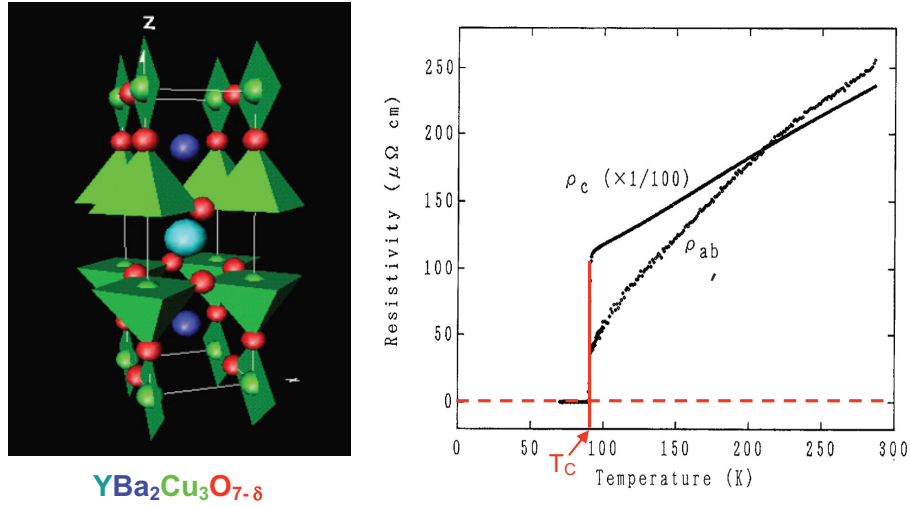 Z
YBa₂Cu₃O₇₋δ
Resistivity (μΩ cm)
250
200
150
100
50
0
ρc (×1/100)
ρab
0
50
100
150
200
250
300
TC
Temperature (K)